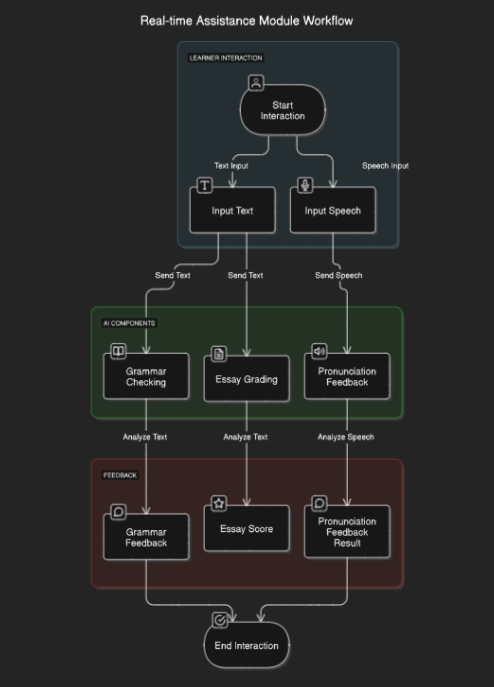 Real-time Assistance Module Workflow
LEARNER INTERACTION
Start
Interaction
Text Input
Speech Input
T
Input Text
Input Speech
Send Text
Send Text
Send Speech
AI COMPONENTS
Grammar
Checking
Essay Grading
Pronunciation
Feedback
Analyze Text
Analyze Text
Analyze Speech
FEEDBACK
Grammar
Feedback
Essay Score
Pronunciation
Feedback
Result
End Interaction